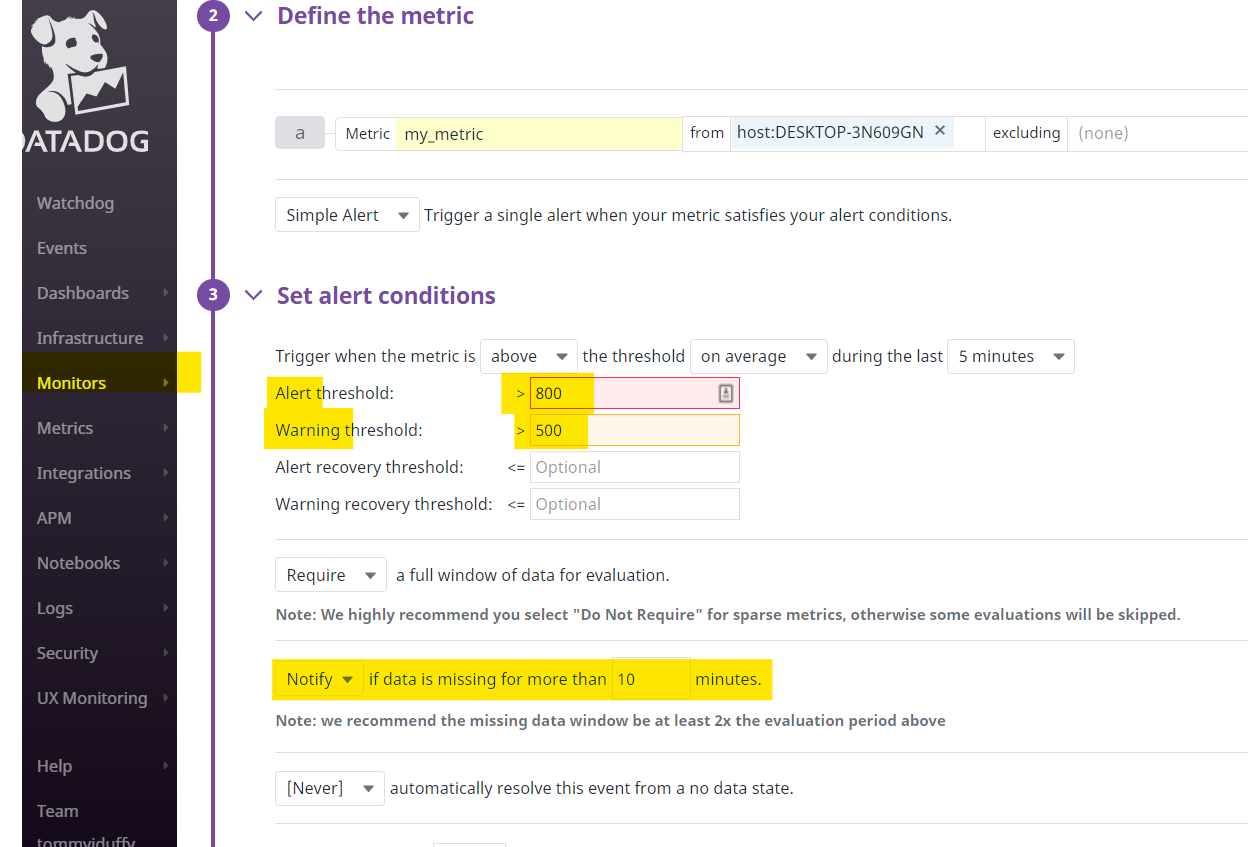 2
Define the metric
DATADOG
a
Metric my_metric from host:DESKTOP-3N609GN × excluding (none)
Simple Alert Trigger a single alert when your metric satisfies your alert conditions.
3
Set alert conditions
Trigger when the metric is above the threshold on average during the last 5 minutes
Alert threshold: > 800
Warning threshold: > 500
Alert recovery threshold: <= Optional
Warning recovery threshold: <= Optional
Require a full window of data for evaluation.
Note: We highly recommend you select "Do Not Require" for sparse metrics, otherwise some evaluations will be skipped.
Notify if data is missing for more than 10 minutes.
Note: we recommend the missing data window be at least 2x the evaluation period above
[Never] automatically resolve this event from a no data state.
Watchdog
Events
Dashboards
Infrastructure
Monitors
Metrics
Integrations
APM
Notebooks
Logs
Security
UX Monitoring
Help
Team
tommyiduffy